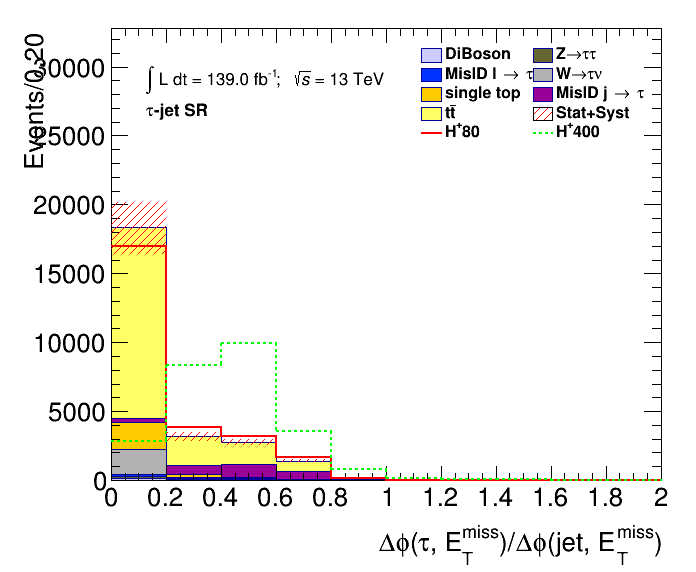 Events/0.20
∫ L dt = 139.0 fb⁻¹; √s = 13 TeV
τ-jet SR
DiBoson
Z→ττ
MisID l → τ
W→τν
single top
MisID j → τ
tt̄
Stat+Syst
H⁺80
H⁺400
30000
25000
20000
15000
10000
5000
0
0 0.2 0.4 0.6 0.8 1 1.2 1.4 1.6 1.8 2
Δϕ(τ, E_T^miss)/Δϕ(jet, E_T^miss)